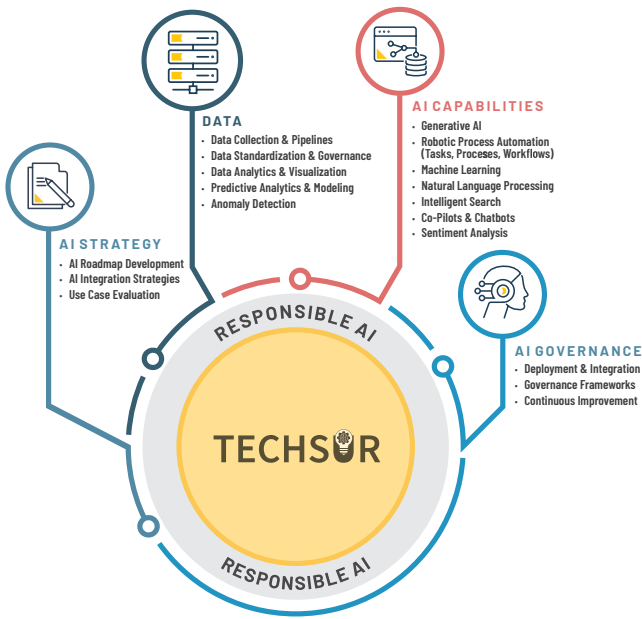 DATA
• Data Collection & Pipelines
• Data Standardization & Governance
• Data Analytics & Visualization
• Predictive Analytics & Modeling
• Anomaly Detection
AI CAPABILITIES
• Generative AI
• Robotic Process Automation
(Tasks, Processes, Workflows)
• Machine Learning
• Natural Language Processing
• Intelligent Search
• Co-Pilots & Chatbots
• Sentiment Analysis
AI STRATEGY
• AI Roadmap Development
• AI Integration Strategies
• Use Case Evaluation
AI GOVERNANCE
• Deployment & Integration
• Governance Frameworks
• Continuous Improvement
RESPONSIBLE AI
TECHSUR
RESPONSIBLE AI